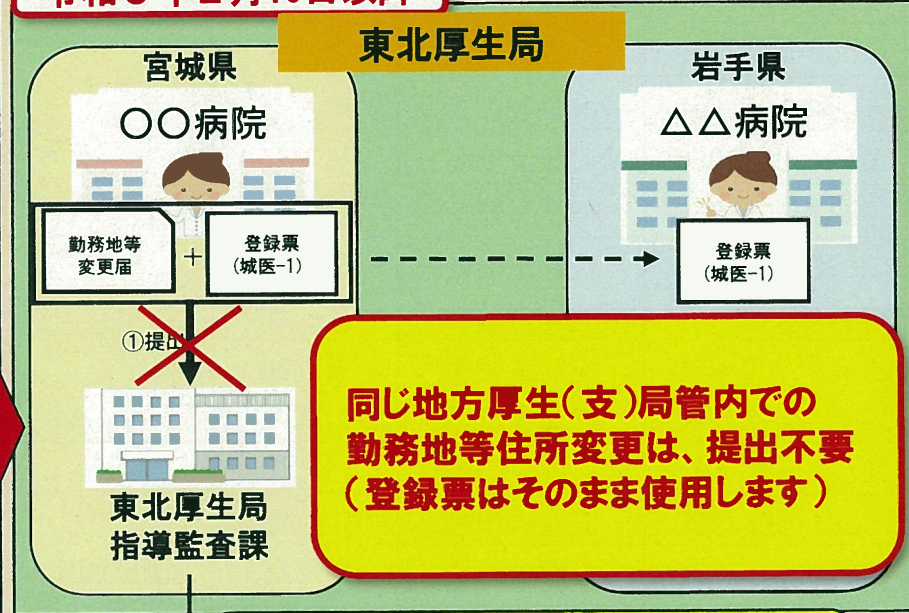 東北厚生局
宮城県
〇〇病院
勤務地等
変更届
+
登録票
(城医-1)
①提出
東北厚生局
指導監査課
岩手県
△△病院
登録票
(城医-1)
同じ地方厚生(支)局管内での
勤務地等住所変更は、提出不要
(登録票はそのまま使用します)